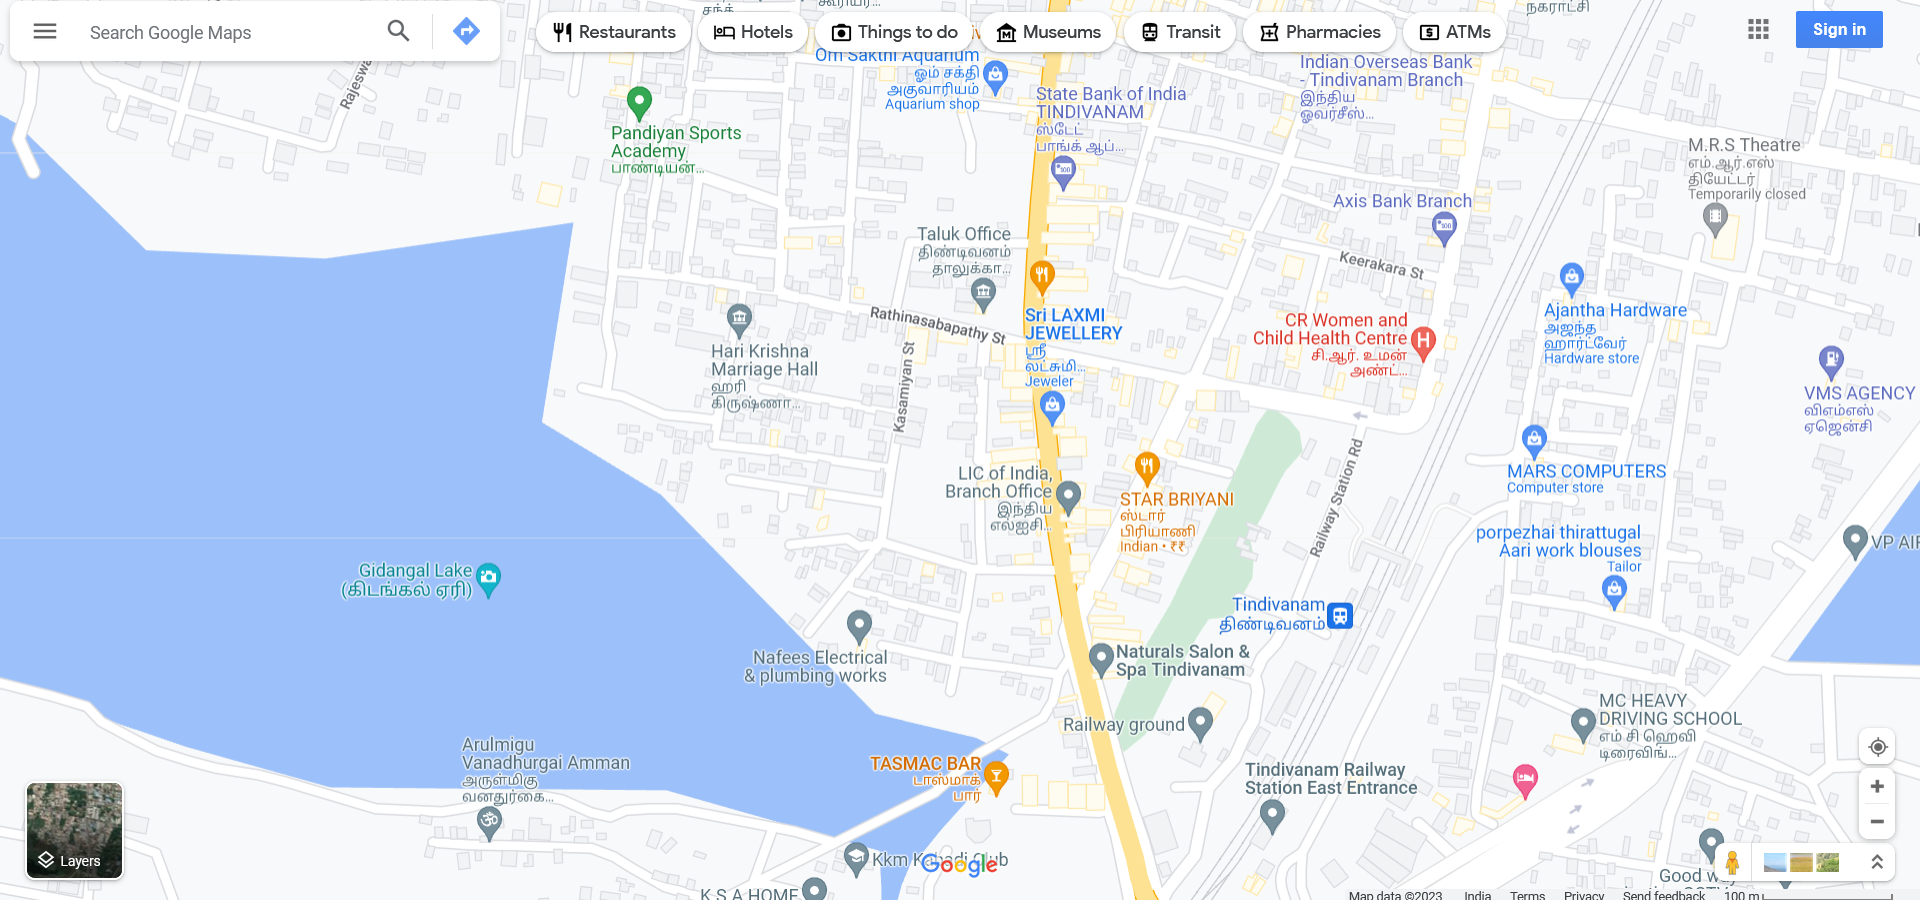 Search Google Maps
Restaurants
Hotels
Things to do
Museums
Transit
Pharmacies
ATMs
Sign in
நகராட்சி
Rajeswa
Om Sakthi Aquarium
ஓம் சக்தி
அகுவாரியம்
Aquarium shop
Indian Overseas Bank
- Tindivanam Branch
இந்திய
ஓவர்சீஸ்...
State Bank of India
TINDIVANAM
ஸ்டேட்
பாங்க் ஆப்...
Pandiyan Sports
Academy
பாண்டியன்...
M.R.S Theatre
எம்.ஆர்.எஸ்
தியேட்டர்
Temporarily closed
Axis Bank Branch
Taluk Office
திண்டிவனம்
தாலுக்கா...
Keerakara St
Rathinasabapathy St
Sri LAXMI
JEWELLERY
ஸ்ரீ
லட்சுமி...
Jeweler
CR Women and
Child Health Centre
சி.ஆர். உமன்
அண்ட்...
Ajantha Hardware
அஜந்த
ஹார்ட்வேர்
Hardware store
Hari Krishna
Marriage Hall
ஹரி
கிருஷ்ணா...
Kasamiyan St
VMS AGENCY
விஎம்எஸ்
ஏஜென்சி
LIC of India,
Branch Office
இந்திய
எல்ஐசி...
STAR BRIYANI
ஸ்டார்
பிரியாணி
Indian • ₹₹
Railway Station Rd
MARS COMPUTERS
Computer store
porpezhai thirattugal
Aari work blouses
Tailor
VP AIR
Gidangal Lake
(கிடங்கல் ஏரி)
Tindivanam
திண்டிவனம்
Nafees Electrical
& plumbing works
Naturals Salon &
Spa Tindivanam
Railway ground
MC HEAVY
DRIVING SCHOOL
எம் சி ஹெவி
டிரைவிங்...
Arulmigu
Vanadhurgai Amman
அருள்மிகு
வனதுர்கை...
TASMAC BAR
டாஸ்மாக்
பார்
Tindivanam Railway
Station East Entrance
Layers
Kkm Kabadi Club
Google
K S A HOME
Good way
Map data ©2023
India
Terms
Privacy
Send feedback
100 m